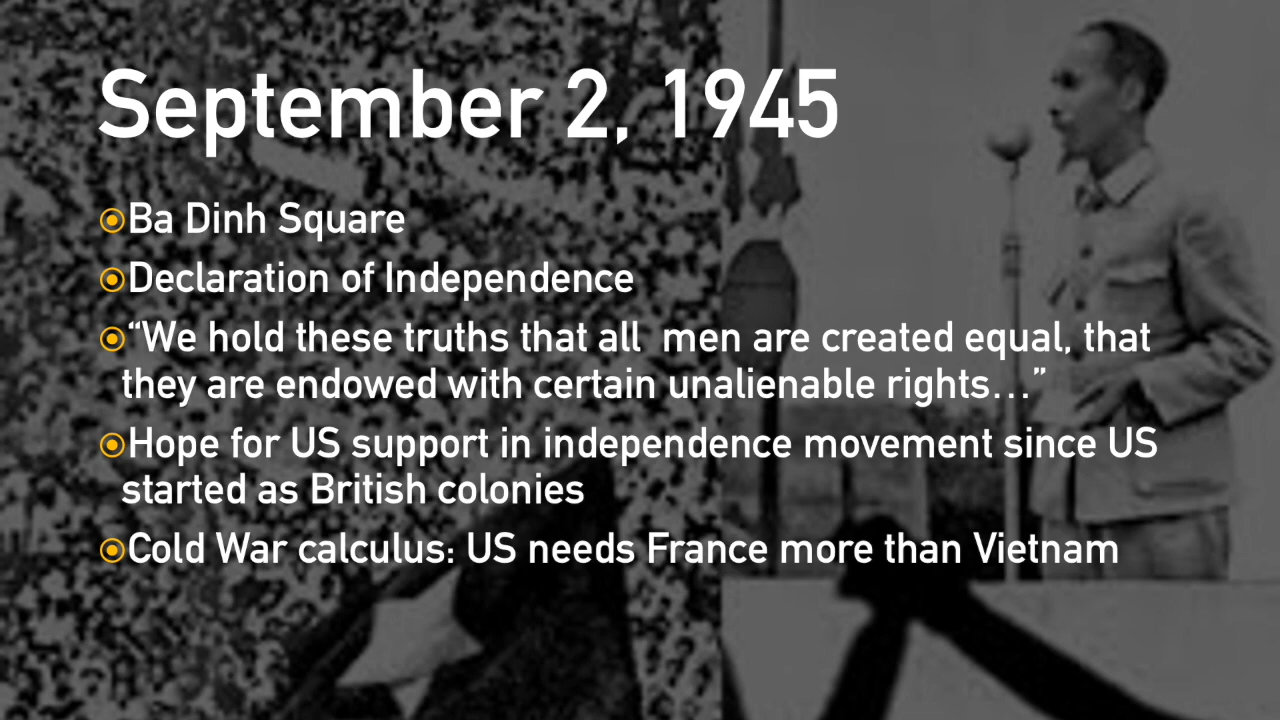 September 2, 1945
Ba Dinh Square
Declaration of Independence
“We hold these truths that all  men are created equal, that
they are endowed with certain unalienable rights…”
Hope for US support in independence movement since US
started as British colonies
Cold War calculus: US needs France more than Vietnam